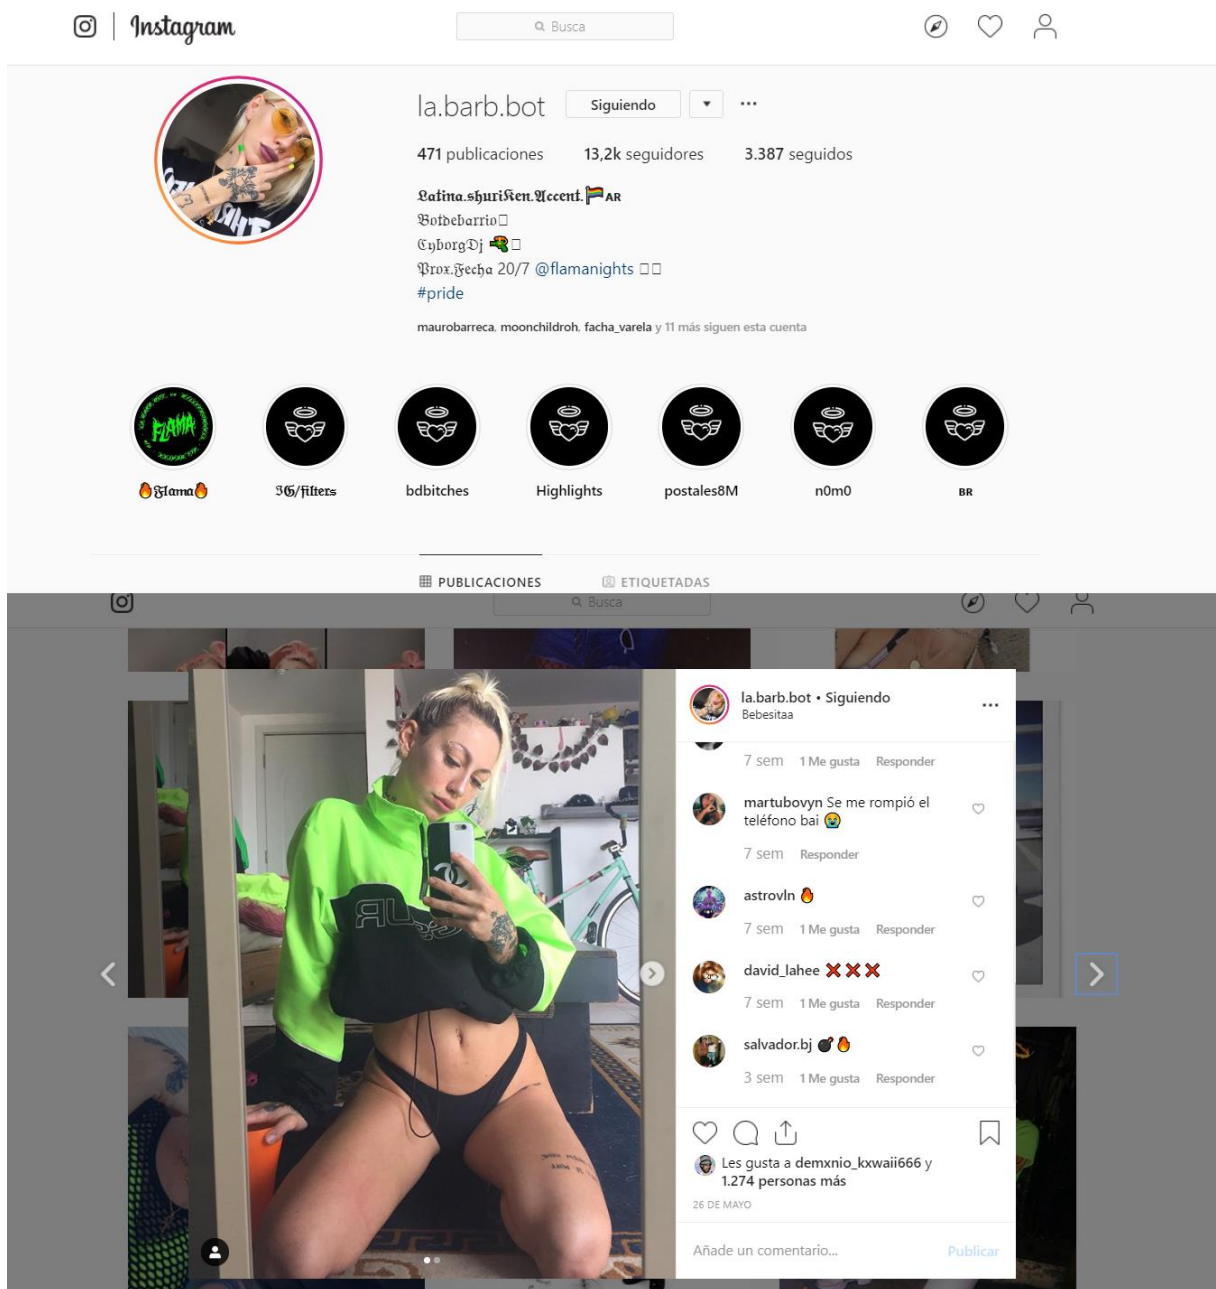 Instagram
Busca
la.barb.bot Siguiendo
471 publicaciones 13,2k seguidores 3.387 seguidos
𝕷𝖆𝖙𝖎𝖓𝖆.𝖘𝖍𝖚𝖗𝖎𝕶𝖊𝖓.𝕬𝖈𝖈𝖊𝖓𝖙.🏳️‍🌈AR
𝔅𝔬𝔱𝔡𝔢𝔟𝔞𝔯𝔯𝔦𝔬
ℭ𝔶𝔟𝔬𝔯𝔤𝔇𝔧 🔫
𝔓𝔯𝔬𝔵.𝔉𝔢𝔠𝔥𝔞 20/7 @flamanights
#pride
maurobarreca, moonchildroh, facha_varela y 11 más siguen esta cuenta
FLAMA
🔥𝔉𝔩𝔞𝔪𝔞🔥 ℑ𝔊/𝔣𝔦𝔩𝔱𝔢𝔯𝔰 bdbitches Highlights postales8M n0m0 BR
PUBLICACIONES ETIQUETADAS
Busca
la.barb.bot • Siguiendo
Bebesitaa
7 sem 1 Me gusta Responder
martubovyn Se me rompió el
teléfono bai 😭
7 sem Responder
astrovln 🔥
7 sem 1 Me gusta Responder
david_lahee ❌❌❌
7 sem 1 Me gusta Responder
salvador.bj 💣🔥
3 sem 1 Me gusta Responder
Les gusta a demxnio_kxwaii666 y
1.274 personas más
26 DE MAYO
Añade un comentario... Publicar